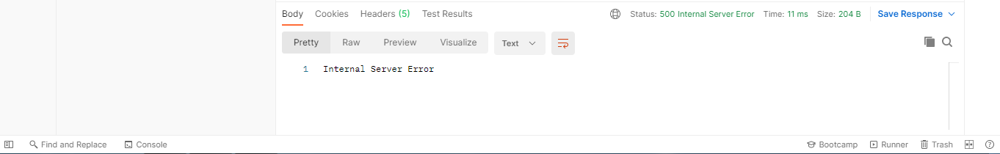 Body Cookies Headers (5) Test Results Status: 500 Internal Server Error Time: 11 ms Size: 204 B Save Response
Pretty Raw Preview Visualize Text
1 Internal Server Error
Find and Replace Console Bootcamp Runner Trash